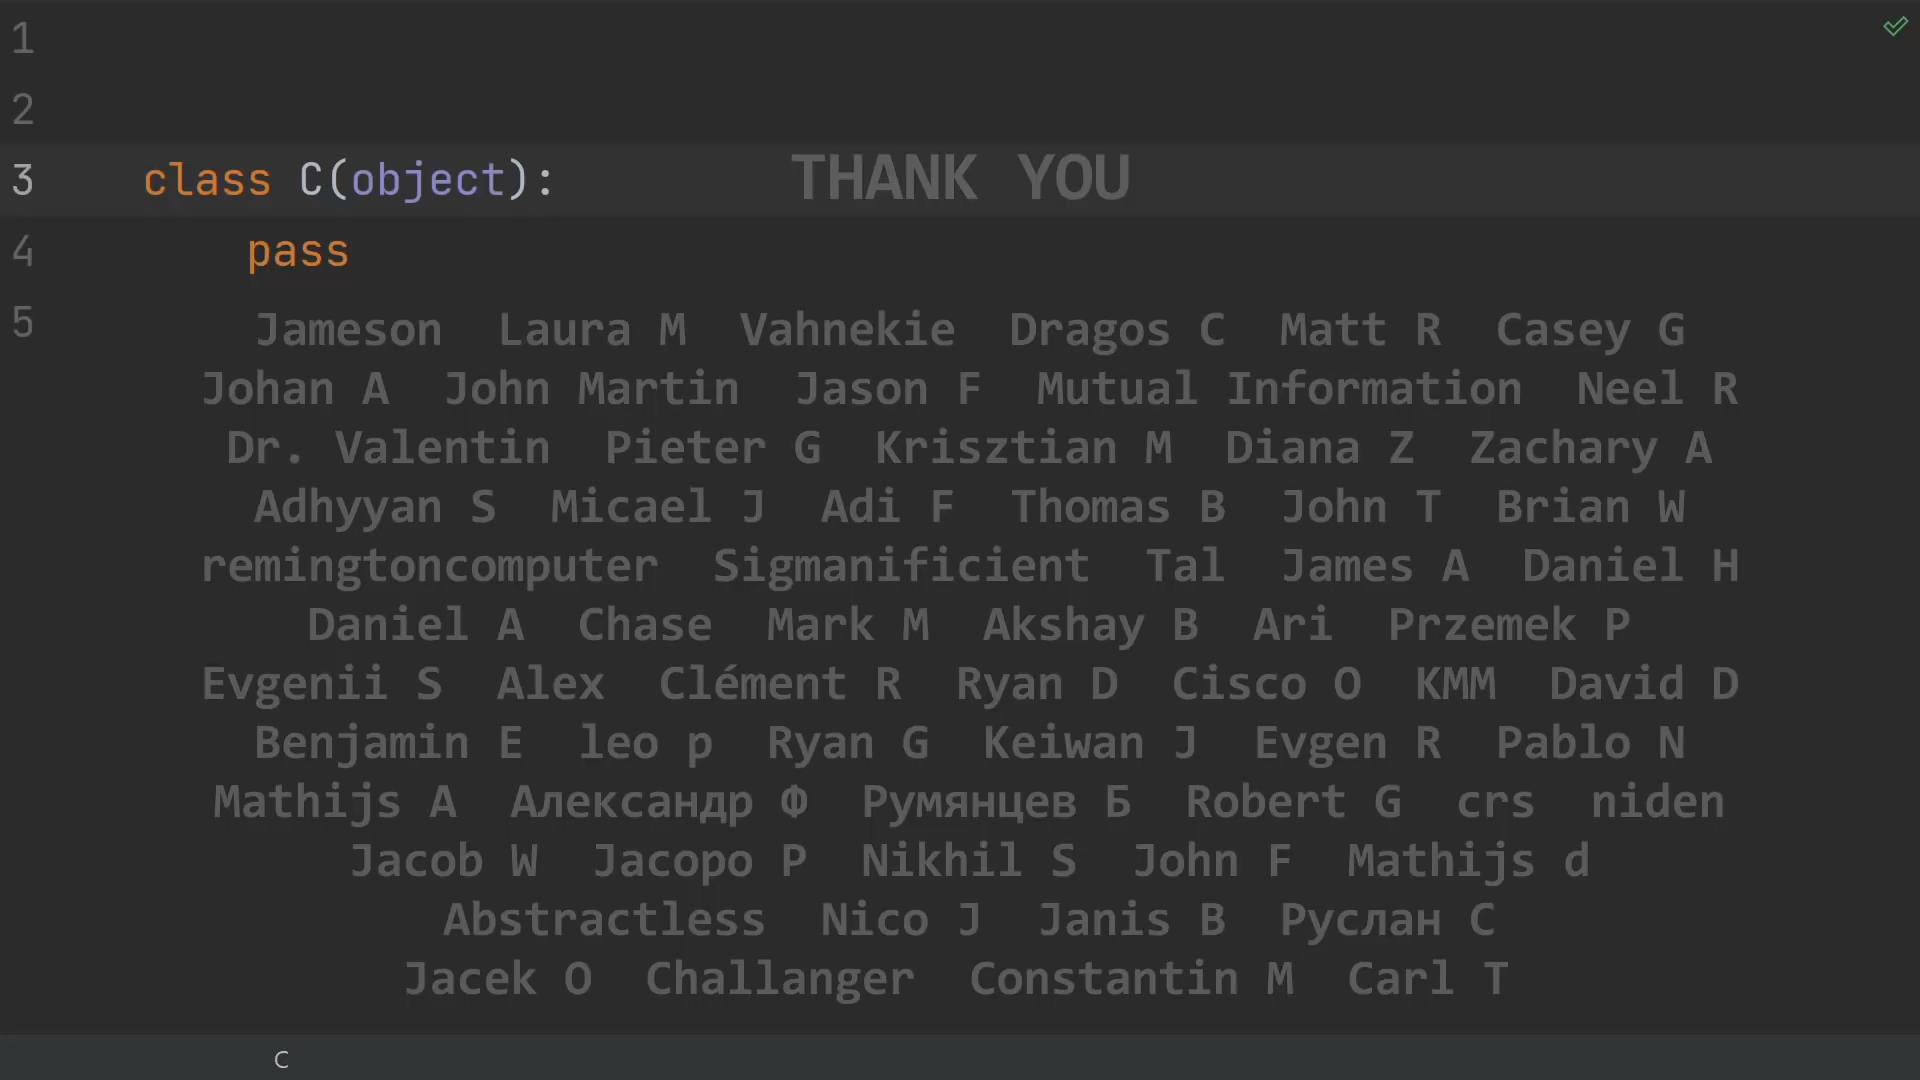 1
2
3 class C(object): THANK YOU
4 pass
5 Jameson Laura M Vahnekie Dragos C Matt R Casey G
Johan A John Martin Jason F Mutual Information Neel R
Dr. Valentin Pieter G Krisztian M Diana Z Zachary A
Adhyyan S Micael J Adi F Thomas B John T Brian W
remingtoncomputer Sigmanificient Tal James A Daniel H
Daniel A Chase Mark M Akshay B Ari Przemek P
Evgenii S Alex Clément R Ryan D Cisco O KMM David D
Benjamin E leo p Ryan G Keiwan J Evgen R Pablo N
Mathijs A Александр Ф Румянцев Б Robert G crs niden
Jacob W Jacopo P Nikhil S John F Mathijs d
Abstractless Nico J Janis B Руслан С
Jacek O Challanger Constantin M Carl T
C